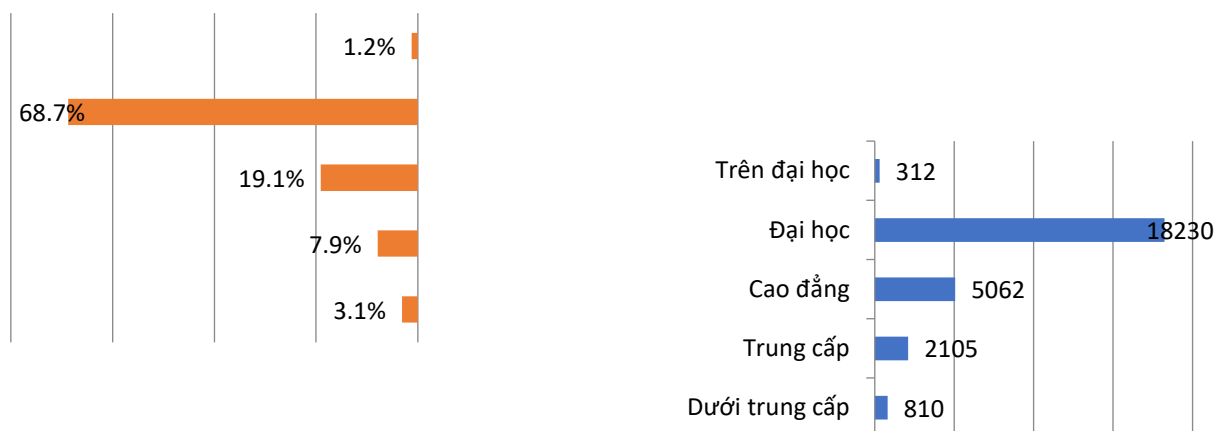 1.2%
68.7%
19.1%
7.9%
3.1%
Trên đại học 312
Đại học 18230
Cao đẳng 5062
Trung cấp 2105
Dưới trung cấp 810